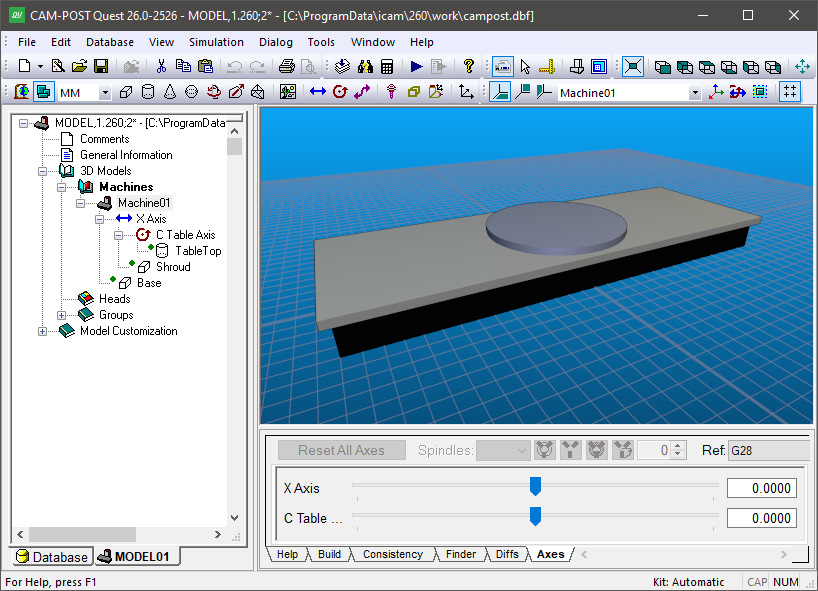 CAM-POST Quest 26.0-2526 - MODEL,1.260;2* - [C:\ProgramData\icam\260\work\campost.dbf]
File Edit Database View Simulation Dialog Tools Window Help
MM Machine01
MODEL,1.260;2* - [C:\ProgramData
Comments
General Information
3D Models
Machines
Machine01
X Axis
C Table Axis
TableTop
Shroud
Base
Heads
Groups
Model Customization
Reset All Axes Spindles: 0 Ref: G28
X Axis 0.0000
C Table ... 0.0000
Help Build Consistency Finder Diffs Axes
Database MODEL01
For Help, press F1 Kit: Automatic CAP NUM